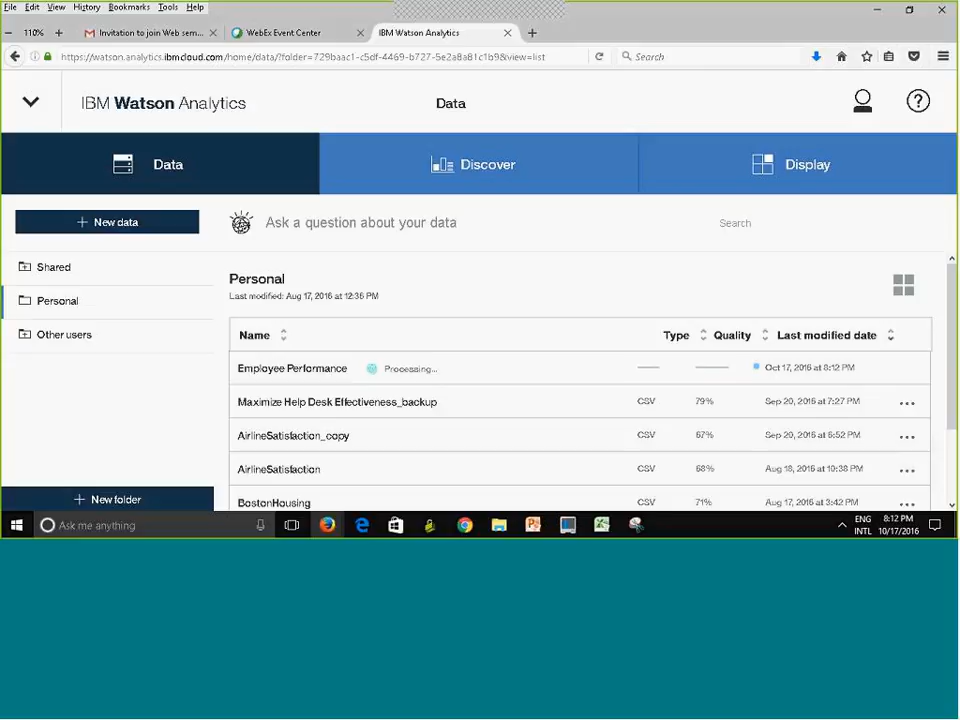 File Edit View History Bookmarks Tools Help
110% Invitation to join Web sem... WebEx Event Center IBM Watson Analytics
https://watson.analytics.ibmcloud.com/home/data/?folder=729baac1-c5df-4469-b727-5e2a8a81c1b9&view=list Search
IBM Watson Analytics Data
Data Discover Display
New data Ask a question about your data Search
Shared
Personal
Other users
Personal
Last modified: Aug 17, 2016 at 12:36 PM
Name Type Quality Last modified date
Employee Performance Processing... Oct 17, 2016 at 8:12 PM
Maximize Help Desk Effectiveness_backup CSV 79% Sep 20, 2016 at 7:27 PM
AirlineSatisfaction_copy CSV 67% Sep 20, 2016 at 6:52 PM
AirlineSatisfaction CSV 68% Aug 18, 2016 at 10:38 PM
BostonHousing CSV 71% Aug 17, 2016 at 3:42 PM
New folder
Ask me anything ENG 8:12 PM
INTL 10/17/2016